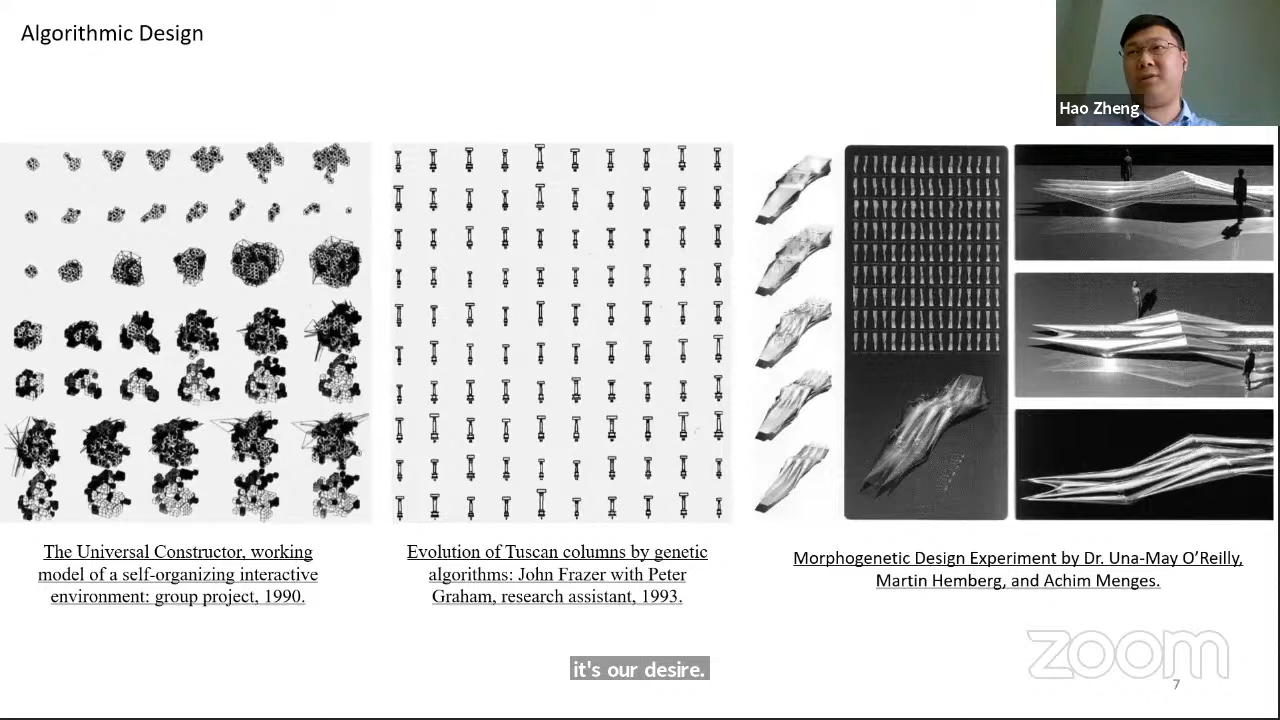 Algorithmic Design
Hao Zheng
The Universal Constructor, working
model of a self-organizing interactive
environment: group project, 1990.
Evolution of Tuscan columns by genetic
algorithms: John Frazer with Peter
Graham, research assistant, 1993.
Morphogenetic Design Experiment by Dr. Una-May O’Reilly,
Martin Hemberg, and Achim Menges.
it's our desire.
zoom
7